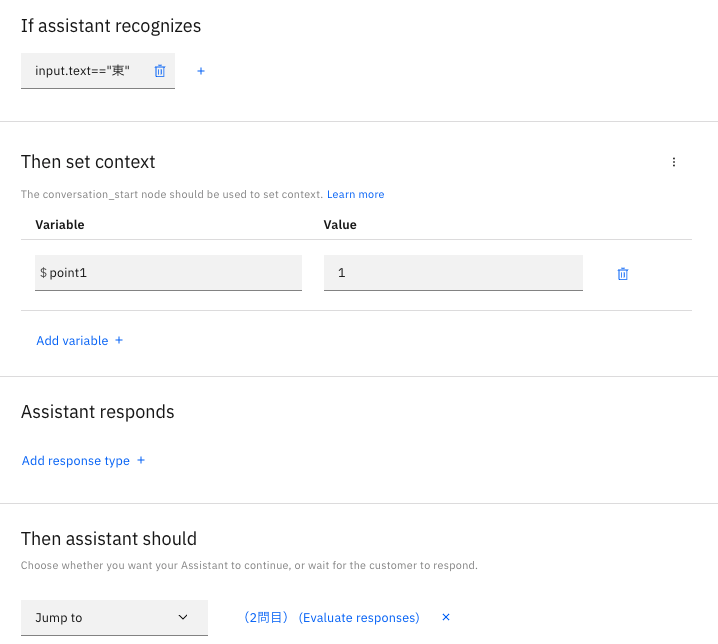 If assistant recognizes
input.text=="東"
+
Then set context
The conversation_start node should be used to set context. Learn more
Variable Value
$ point1 1
Add variable +
Assistant responds
Add response type +
Then assistant should
Choose whether you want your Assistant to continue, or wait for the customer to respond.
Jump to （2問目） (Evaluate responses) ×